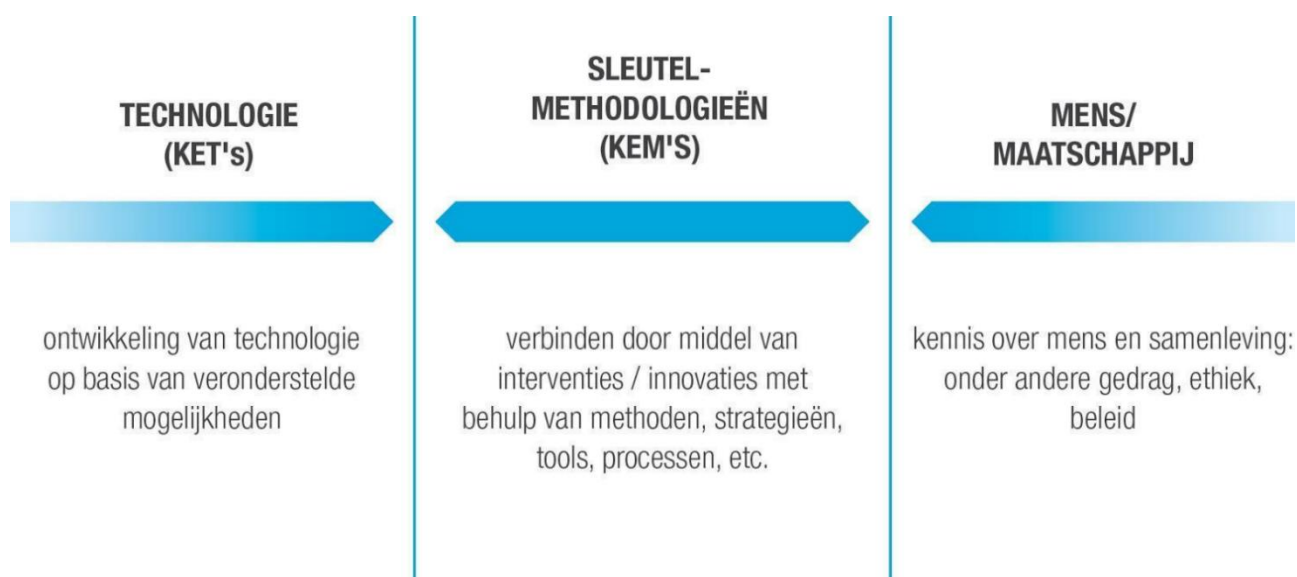 TECHNOLOGIE
(KET's)
ontwikkeling van technologie
op basis van veronderstelde
mogelijkheden
SLEUTEL-
METHODOLOGIEËN
(KEM'S)
verbinden door middel van
interventies / innovaties met
behulp van methoden, strategieën,
tools, processen, etc.
MENS/
MAATSCHAPPIJ
kennis over mens en samenleving:
onder andere gedrag, ethiek,
beleid